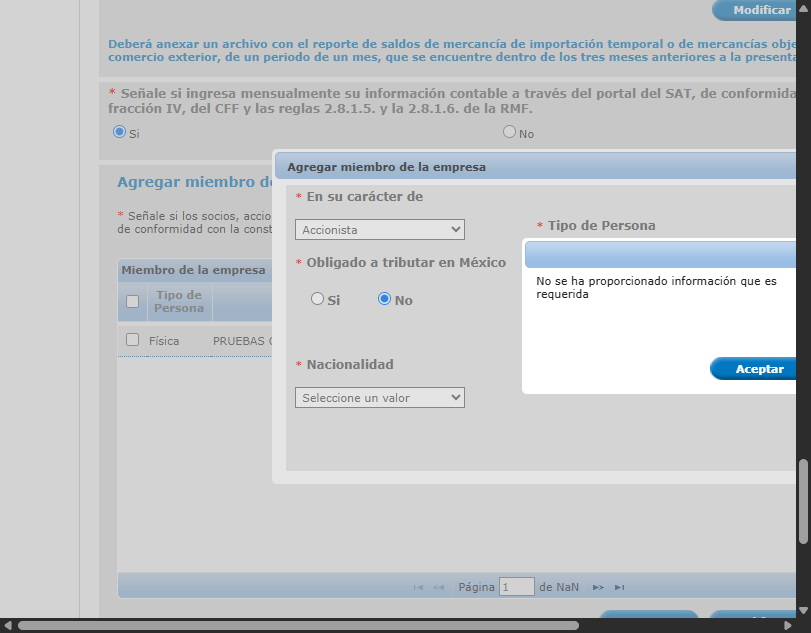 Modificar
Deberá anexar un archivo con el reporte de saldos de mercancía de importación temporal o de mercancías obje
comercio exterior, de un periodo de un mes, que se encuentre dentro de los tres meses anteriores a la presenta
* Señale si ingresa mensualmente su información contable a través del portal del SAT, de conformida
fracción IV, del CFF y las reglas 2.8.1.5. y la 2.8.1.6. de la RMF.
Si No
Agregar miembro de la empresa
Agregar miembro de
* En su carácter de
* Señale si los socios, accio
de conformidad con la const
Accionista
* Tipo de Persona
* Obligado a tributar en México
Miembro de la empresa
Tipo de
Persona
Si No
No se ha proporcionado información que es
requerida
Física PRUEBAS
* Nacionalidad
Aceptar
Seleccione un valor
Página 1 de NaN